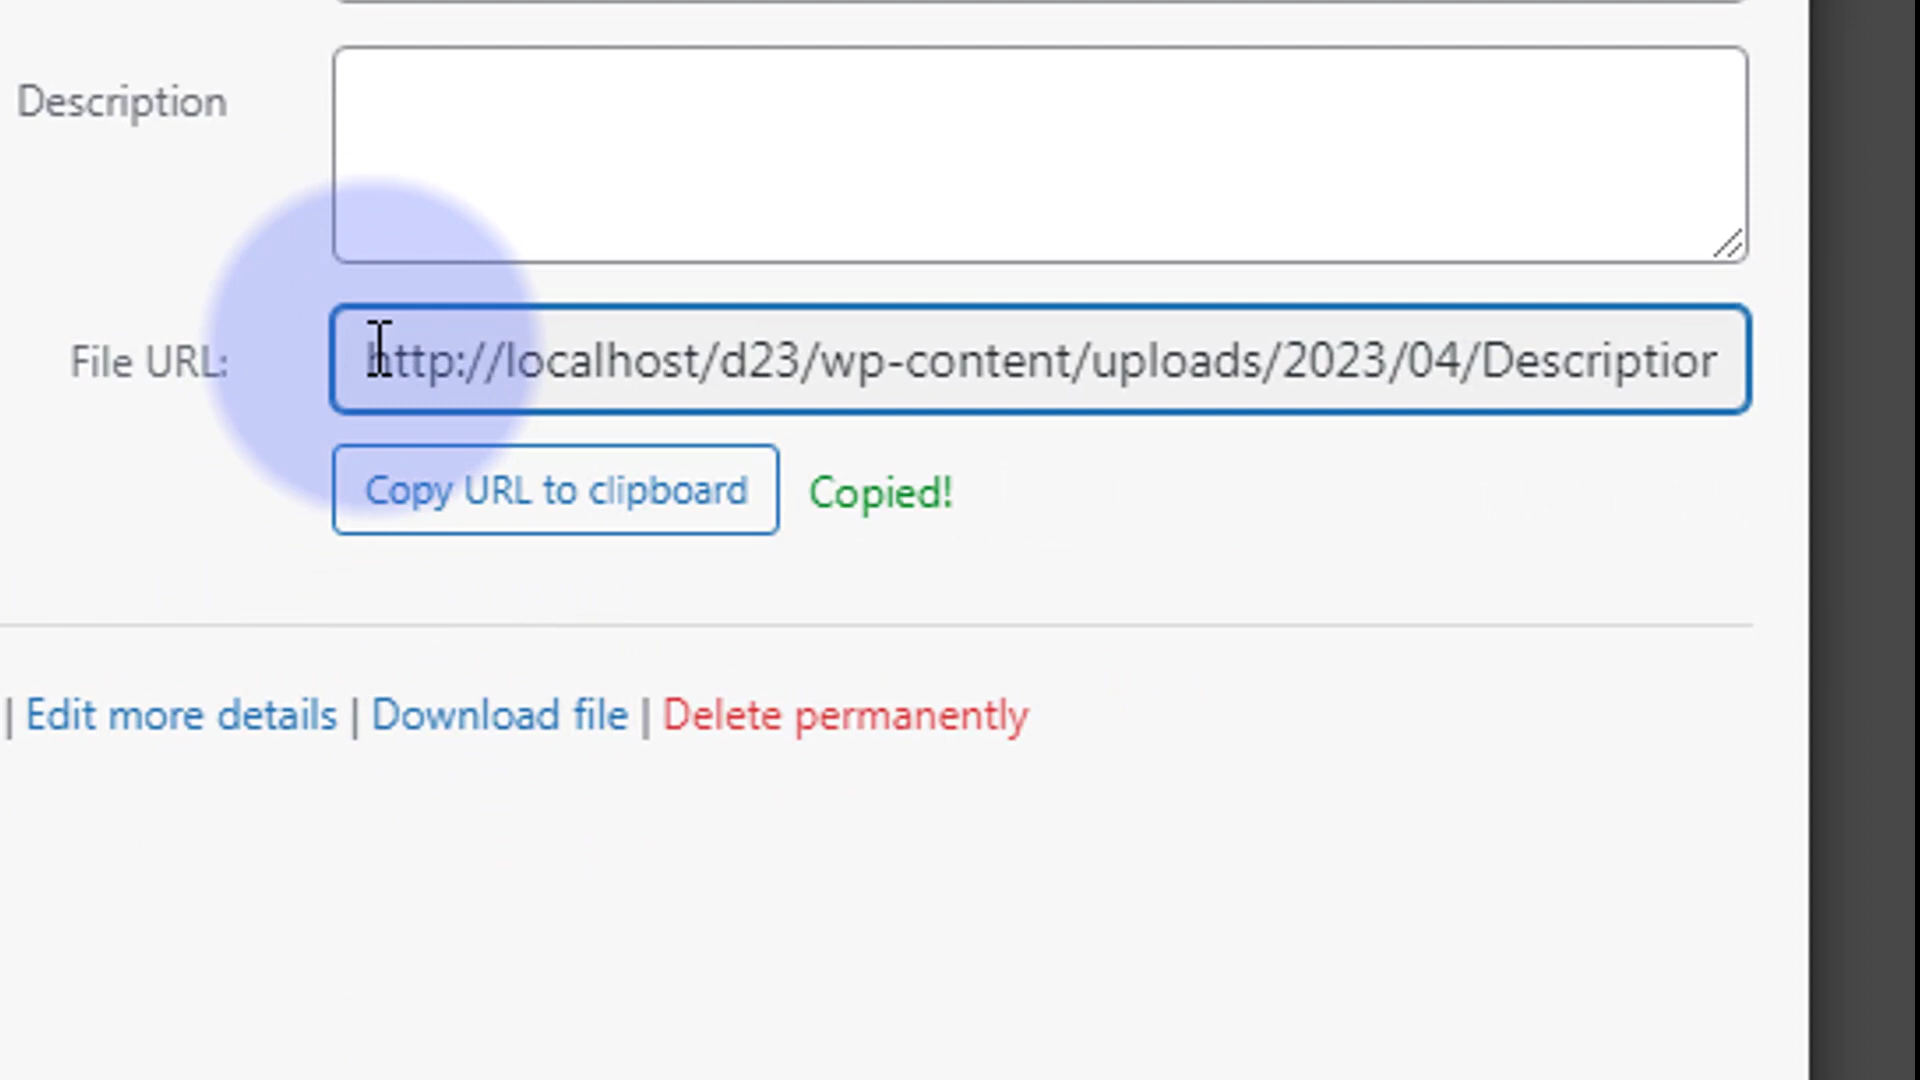 Description
File URL:
http://localhost/d23/wp-content/uploads/2023/04/Descriptior
Copy URL to clipboard
Copied!
| Edit more details | Download file | Delete permanently